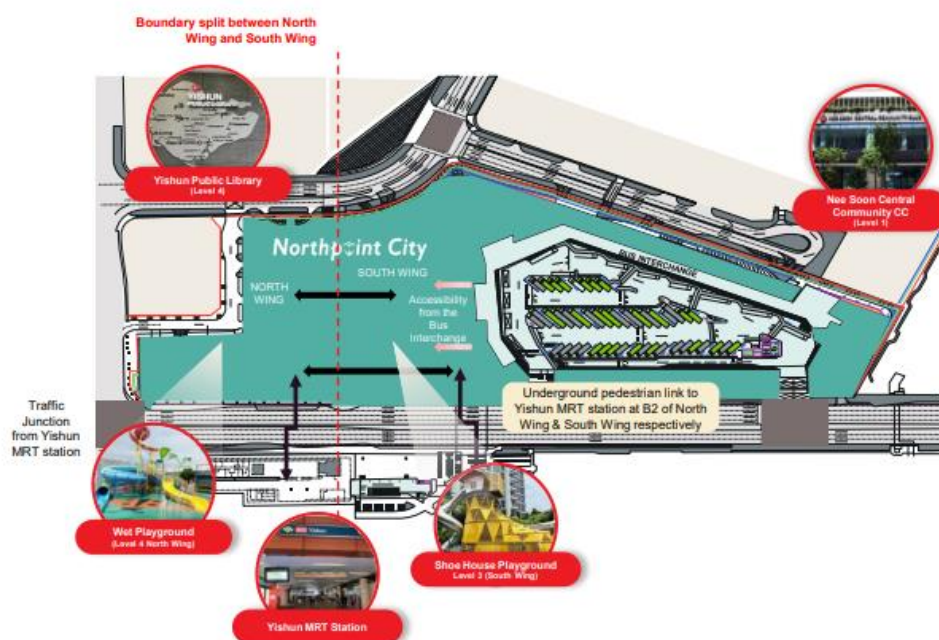 Boundary split between North
Wing and South Wing
YISHUN
Yishun Public Library
(Level 4)
Nee Soon Central
Community CC
(Level 1)
Northpoint City
SOUTH WING
NORTH
WING
Accessibility
from the
Bus
Interchange
BUS INTERCHANGE
Underground pedestrian link to
Yishun MRT station at B2 of North
Wing & South Wing respectively
Traffic
Junction
from Yishun
MRT station
Wet Playground
(Level 4 North Wing)
Shoe House Playground
Level 3 (South Wing)
Yishun
Yishun MRT Station